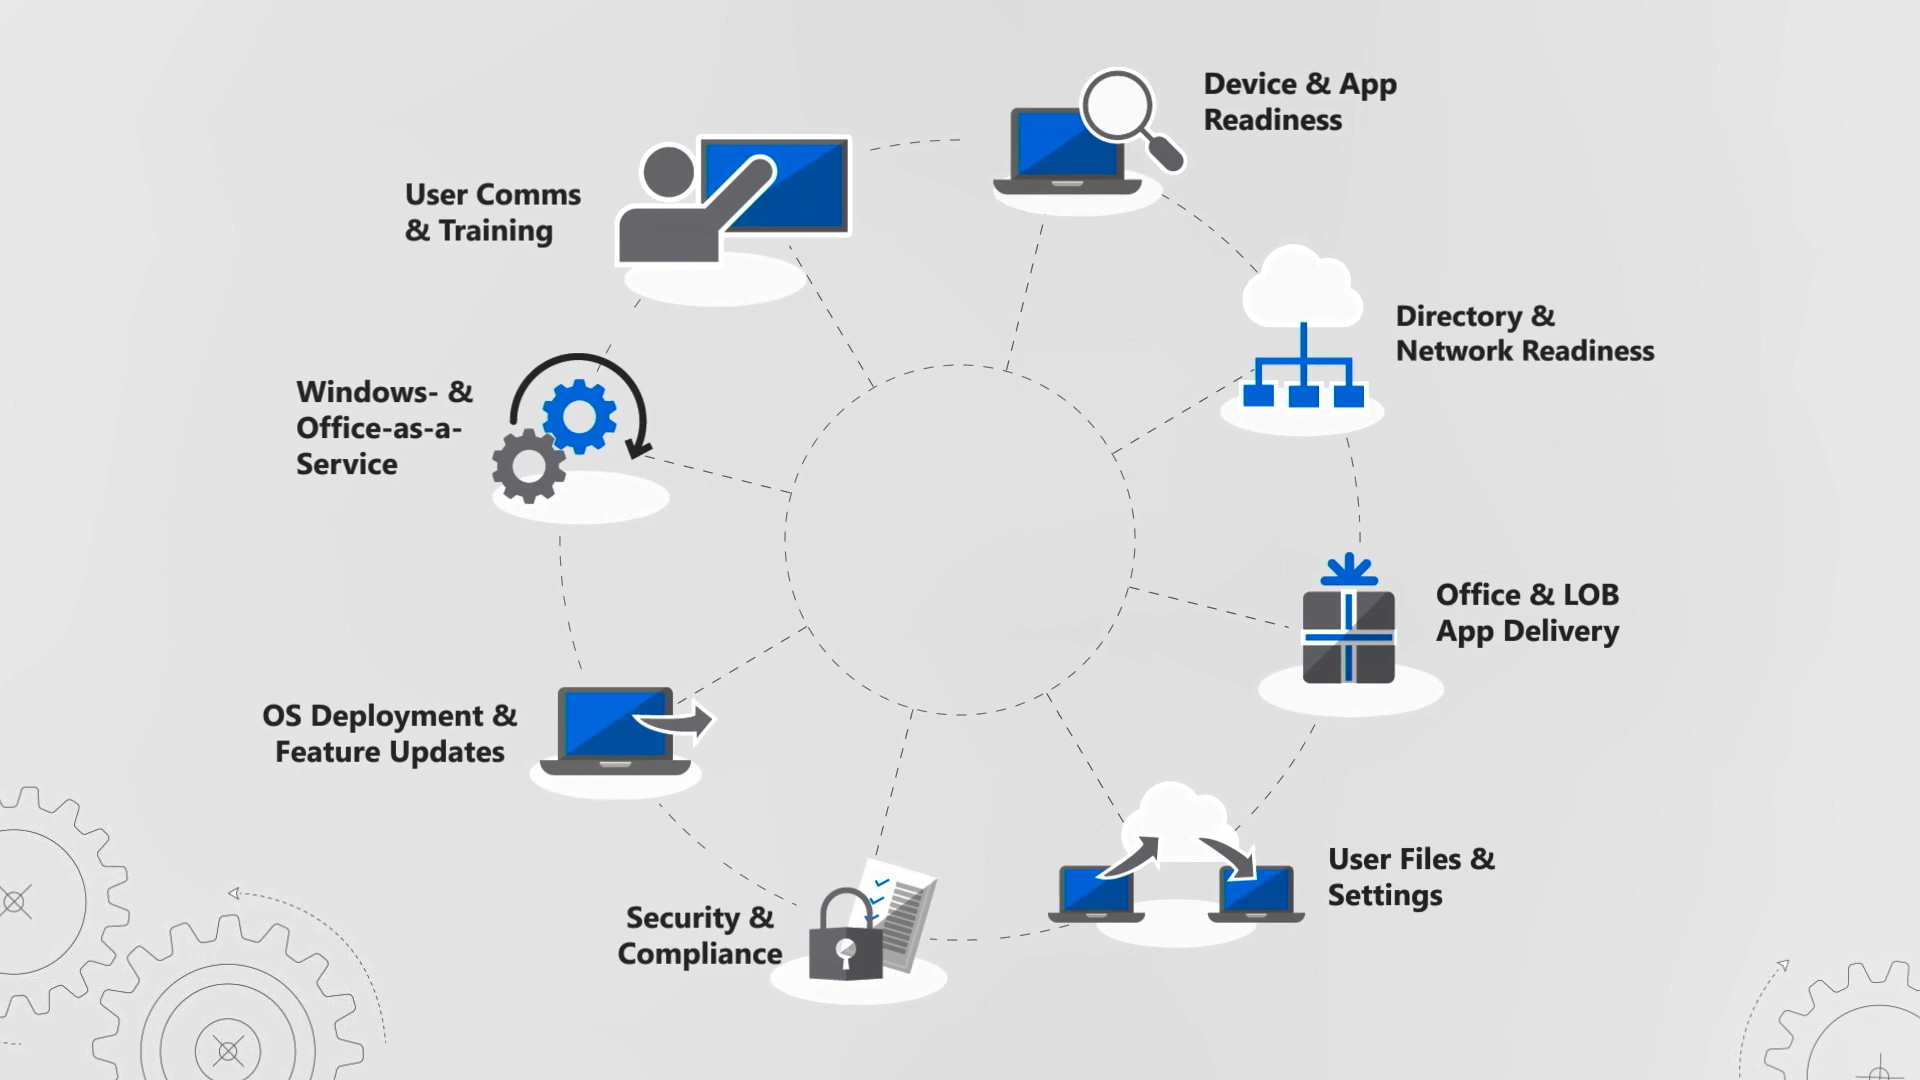 Device & App
Readiness
Directory &
Network Readiness
Office & LOB
App Delivery
User Files &
Settings
Security &
Compliance
OS Deployment &
Feature Updates
Windows- &
Office-as-a-
Service
User Comms
& Training